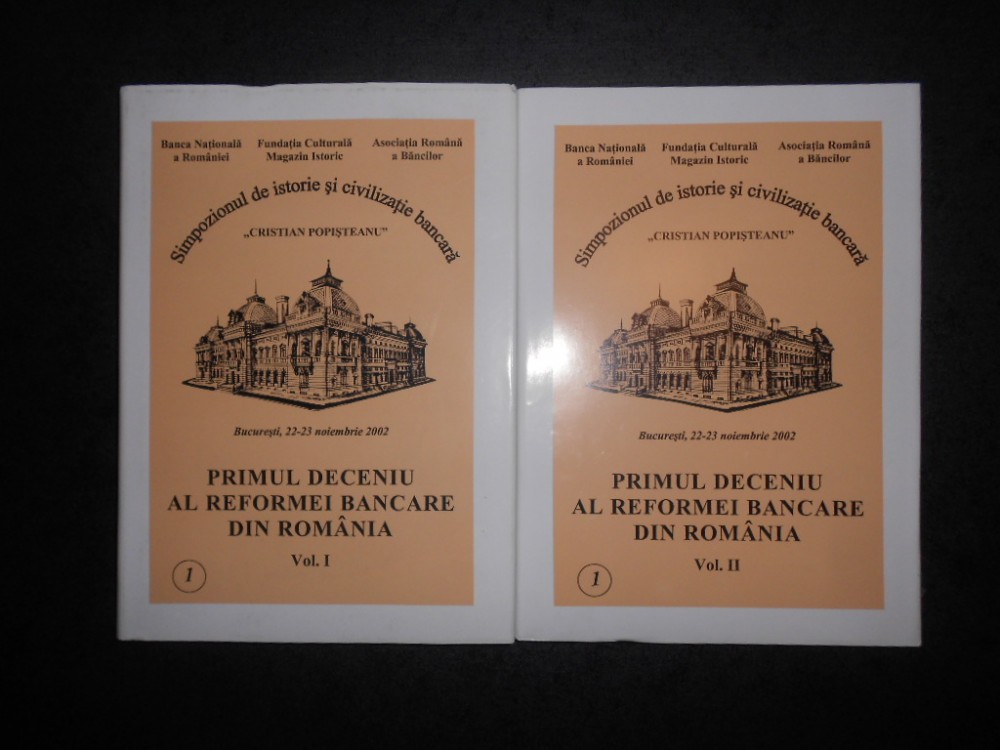 Banca Națională
a României
Fundația Culturală
Magazin Istoric
Asociația Română
a Băncilor
Simpozionul de istorie și civilizație bancară
„CRISTIAN POPIȘTEANU”
București, 22-23 noiembrie 2002
PRIMUL DECENIU
AL REFORMEI BANCARE
DIN ROMÂNIA
Vol. I
1
Banca Națională
a României
Fundația Culturală
Magazin Istoric
Asociația Română
a Băncilor
Simpozionul de istorie și civilizație bancară
„CRISTIAN POPIȘTEANU”
București, 22-23 noiembrie 2002
PRIMUL DECENIU
AL REFORMEI BANCARE
DIN ROMÂNIA
Vol. II
1